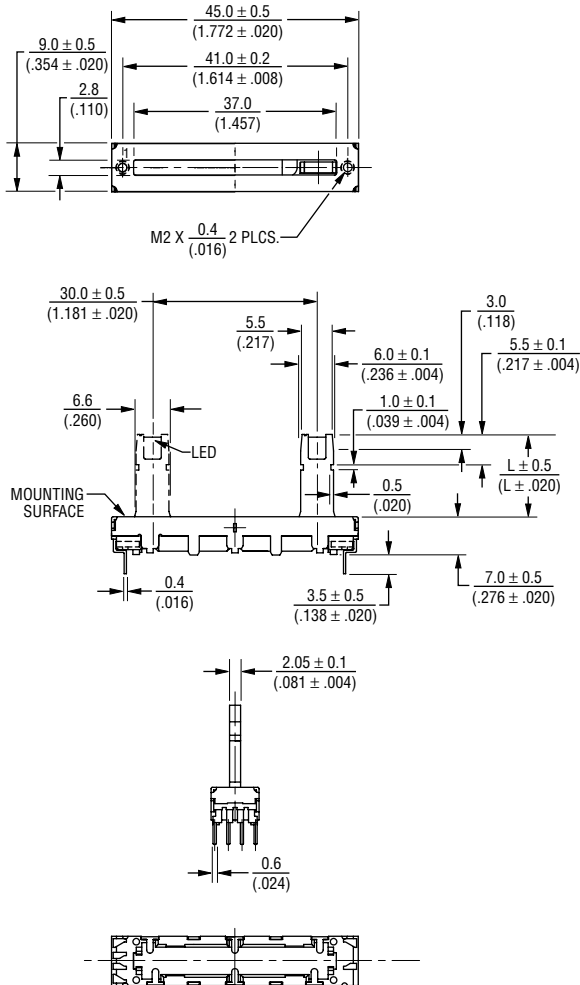 45.0 ± 0.5
(1.772 ± .020)
9.0 ± 0.5
(.354 ± .020)
41.0 ± 0.2
(1.614 ± .008)
2.8
(.110)
37.0
(1.457)
1
M2 X 0.4 (.016) 2 PLCS.
30.0 ± 0.5
(1.181 ± .020)
5.5
(.217)
3.0
(.118)
6.0 ± 0.1
(.236 ± .004)
5.5 ± 0.1
(.217 ± .004)
6.6
(.260)
1.0 ± 0.1
(.039 ± .004)
LED
L ± 0.5
(L ± .020)
MOUNTING
SURFACE
0.5
(.020)
0.4
(.016)
3.5 ± 0.5
(.138 ± .020)
7.0 ± 0.5
(.276 ± .020)
2.05 ± 0.1
(.081 ± .004)
0.6
(.024)